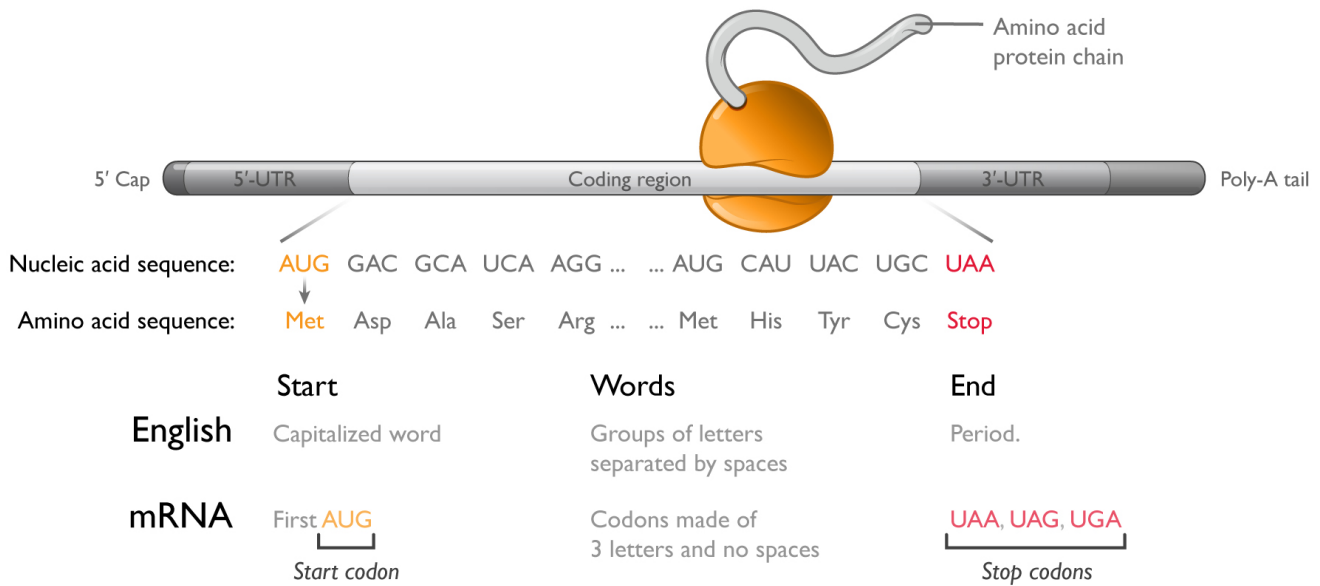 Amino acid
protein chain
5′ Cap
5′-UTR
Coding region
3′-UTR
Poly-A tail
Nucleic acid sequence: AUG GAC GCA UCA AGG ... ... AUG CAU UAC UGC UAA
Amino acid sequence: Met Asp Ala Ser Arg ... ... Met His Tyr Cys Stop
Start Words End
English
Capitalized word
Groups of letters
separated by spaces
Period.
mRNA
First AUG
Start codon
Codons made of
3 letters and no spaces
UAA, UAG, UGA
Stop codons